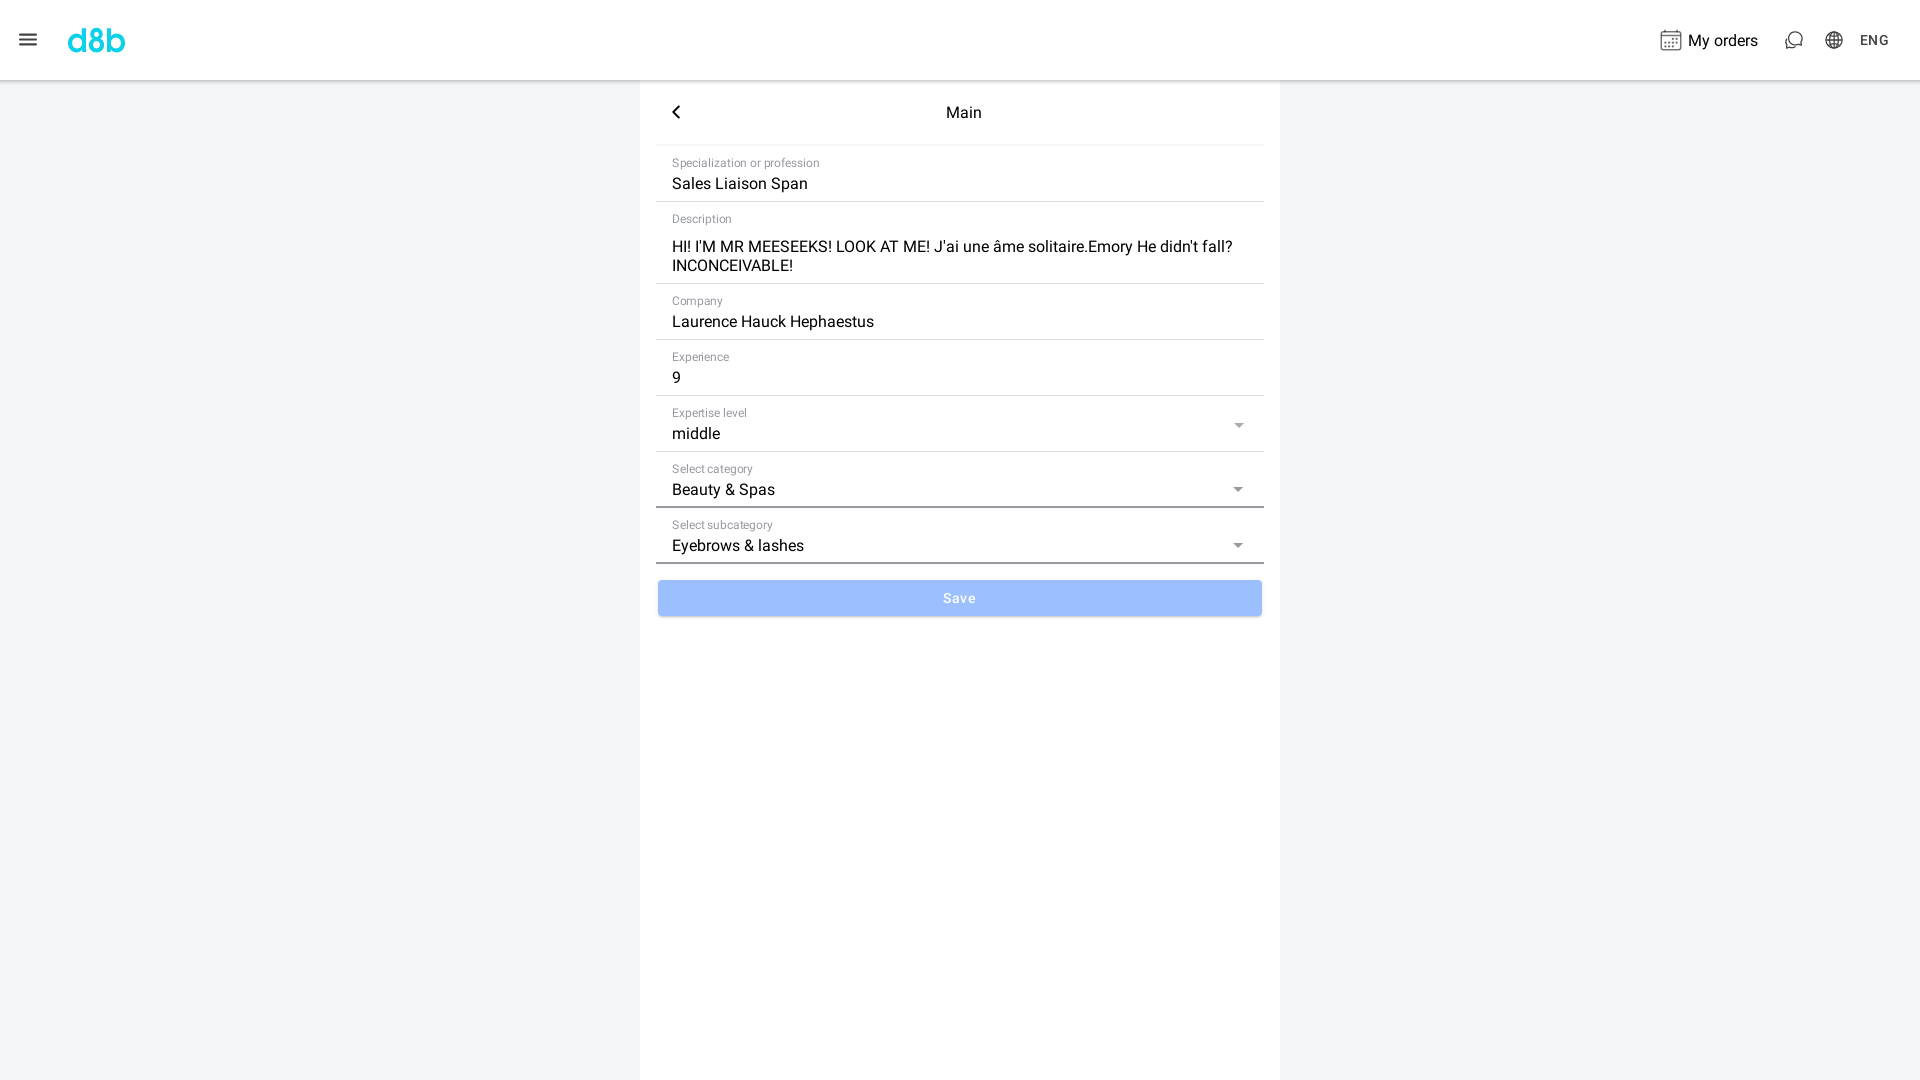 d8b
My orders
ENG
Main
Specialization or profession
Sales Liaison Span
Description
HI! I'M MR MEESEEKS! LOOK AT ME! J'ai une âme solitaire.Emory He didn't fall?
INCONCEIVABLE!
Company
Laurence Hauck Hephaestus
Experience
9
Expertise level
middle
Select category
Beauty & Spas
Select subcategory
Eyebrows & lashes
Save